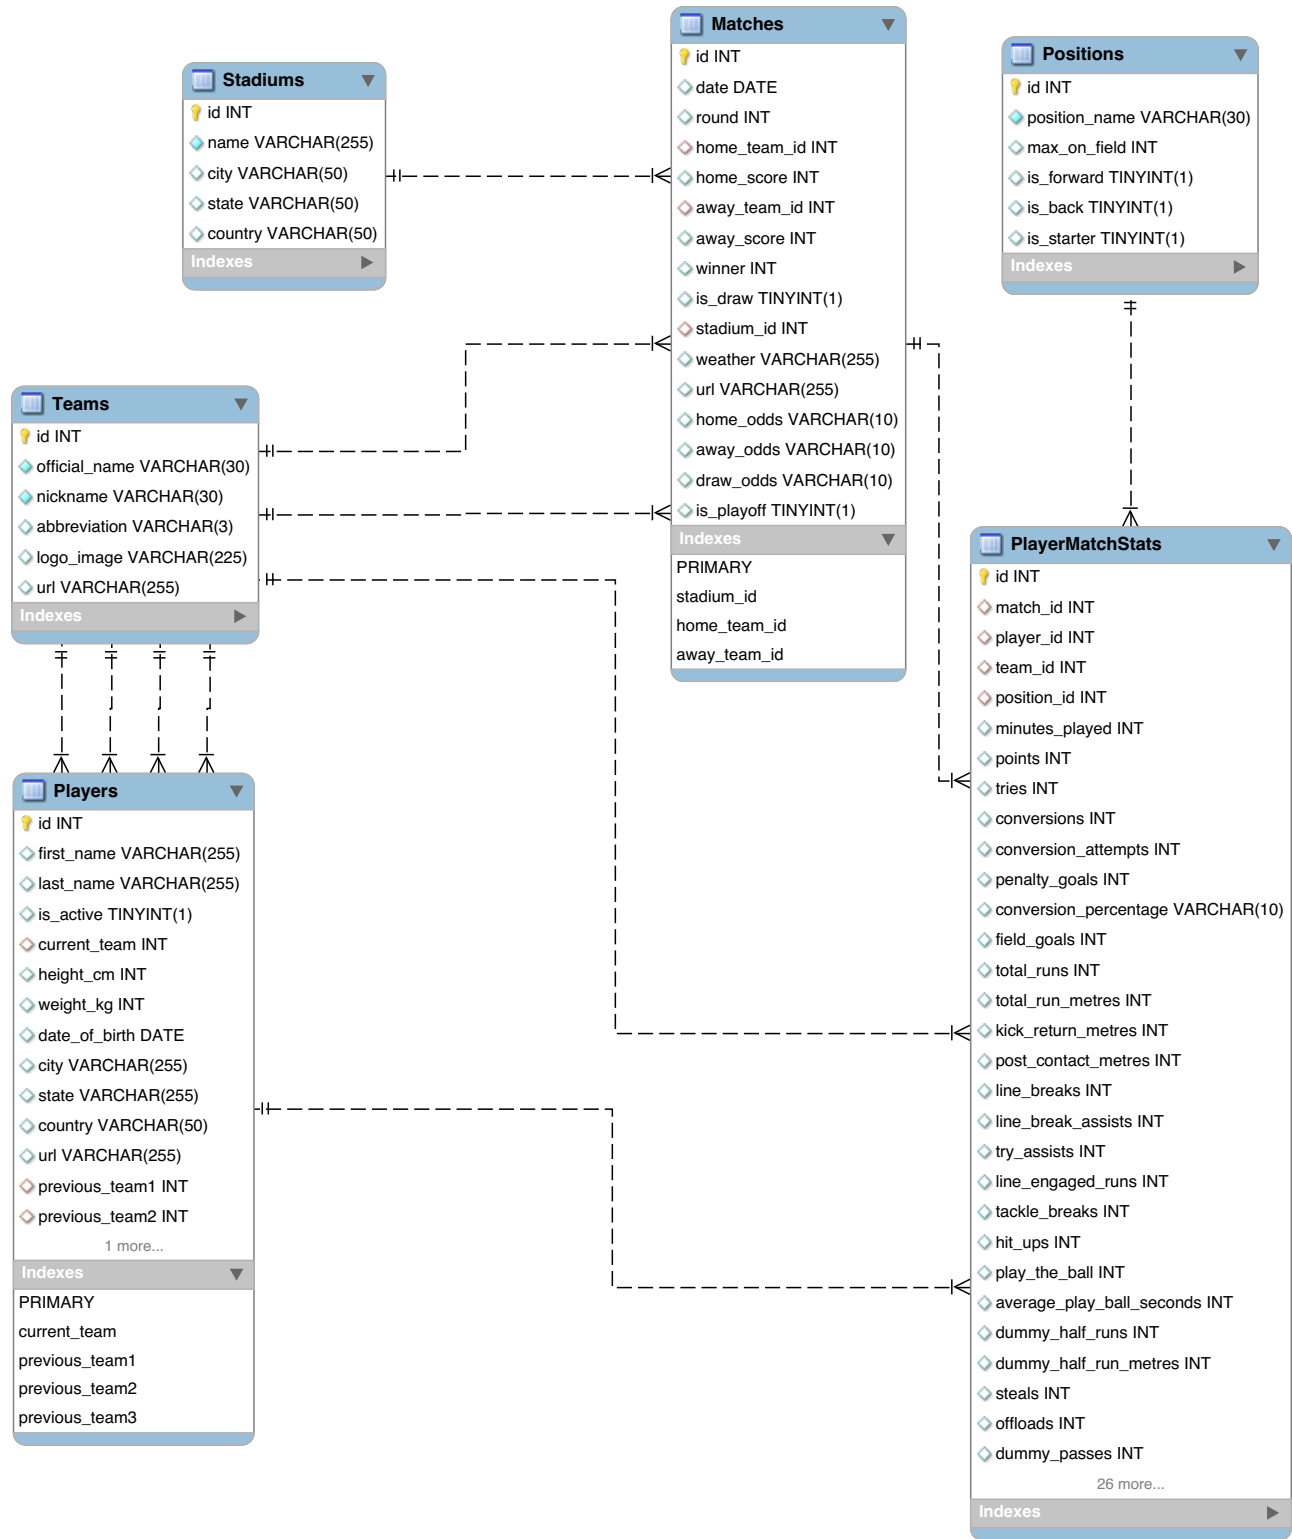 Matches
id INT
date DATE
round INT
home_team_id INT
home_score INT
away_team_id INT
away_score INT
winner INT
is_draw TINYINT(1)
stadium_id INT
weather VARCHAR(255)
url VARCHAR(255)
home_odds VARCHAR(10)
away_odds VARCHAR(10)
draw_odds VARCHAR(10)
is_playoff TINYINT(1)
Indexes
PRIMARY
stadium_id
home_team_id
away_team_id
Positions
id INT
position_name VARCHAR(30)
max_on_field INT
is_forward TINYINT(1)
is_back TINYINT(1)
is_starter TINYINT(1)
Indexes
Stadiums
id INT
name VARCHAR(255)
city VARCHAR(50)
state VARCHAR(50)
country VARCHAR(50)
Indexes
Teams
id INT
official_name VARCHAR(30)
nickname VARCHAR(30)
abbreviation VARCHAR(3)
logo_image VARCHAR(225)
url VARCHAR(255)
Indexes
Players
id INT
first_name VARCHAR(255)
last_name VARCHAR(255)
is_active TINYINT(1)
current_team INT
height_cm INT
weight_kg INT
date_of_birth DATE
city VARCHAR(255)
state VARCHAR(255)
country VARCHAR(50)
url VARCHAR(255)
previous_team1 INT
previous_team2 INT
1 more...
Indexes
PRIMARY
current_team
previous_team1
previous_team2
previous_team3
PlayerMatchStats
id INT
match_id INT
player_id INT
team_id INT
position_id INT
minutes_played INT
points INT
tries INT
conversions INT
conversion_attempts INT
penalty_goals INT
conversion_percentage VARCHAR(10)
field_goals INT
total_runs INT
total_run_metres INT
kick_return_metres INT
post_contact_metres INT
line_breaks INT
line_break_assists INT
try_assists INT
line_engaged_runs INT
tackle_breaks INT
hit_ups INT
play_the_ball INT
average_play_ball_seconds INT
dummy_half_runs INT
dummy_half_run_metres INT
steals INT
offloads INT
dummy_passes INT
26 more...
Indexes